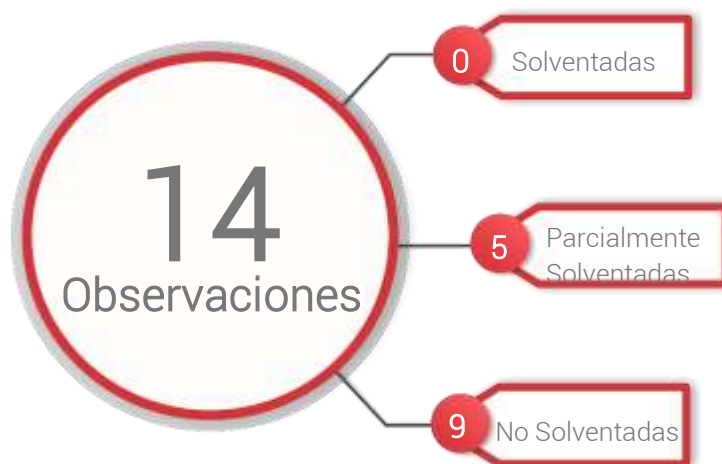 14
Observaciones
0
Solventadas
5
Parcialmente
Solventadas
9
No Solventadas